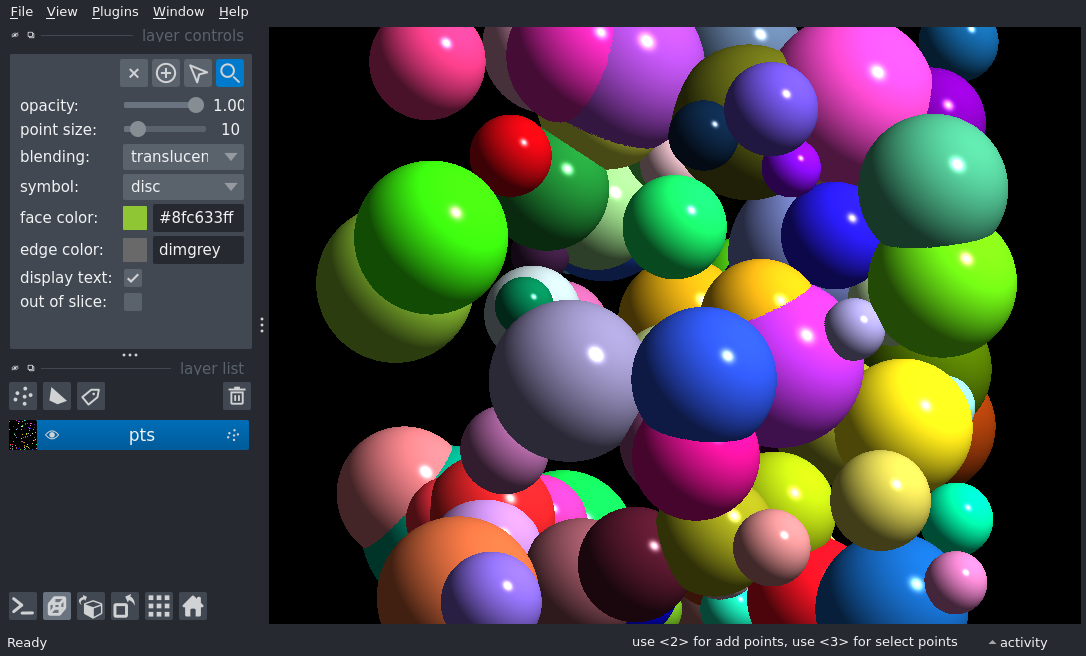 File View Plugins Window Help
layer controls
opacity: 1.00
point size: 10
blending: translucen
symbol: disc
face color: #8fc633ff
edge color: dimgrey
display text:
out of slice:
layer list
pts
Ready
use <2> for add points, use <3> for select points
activity